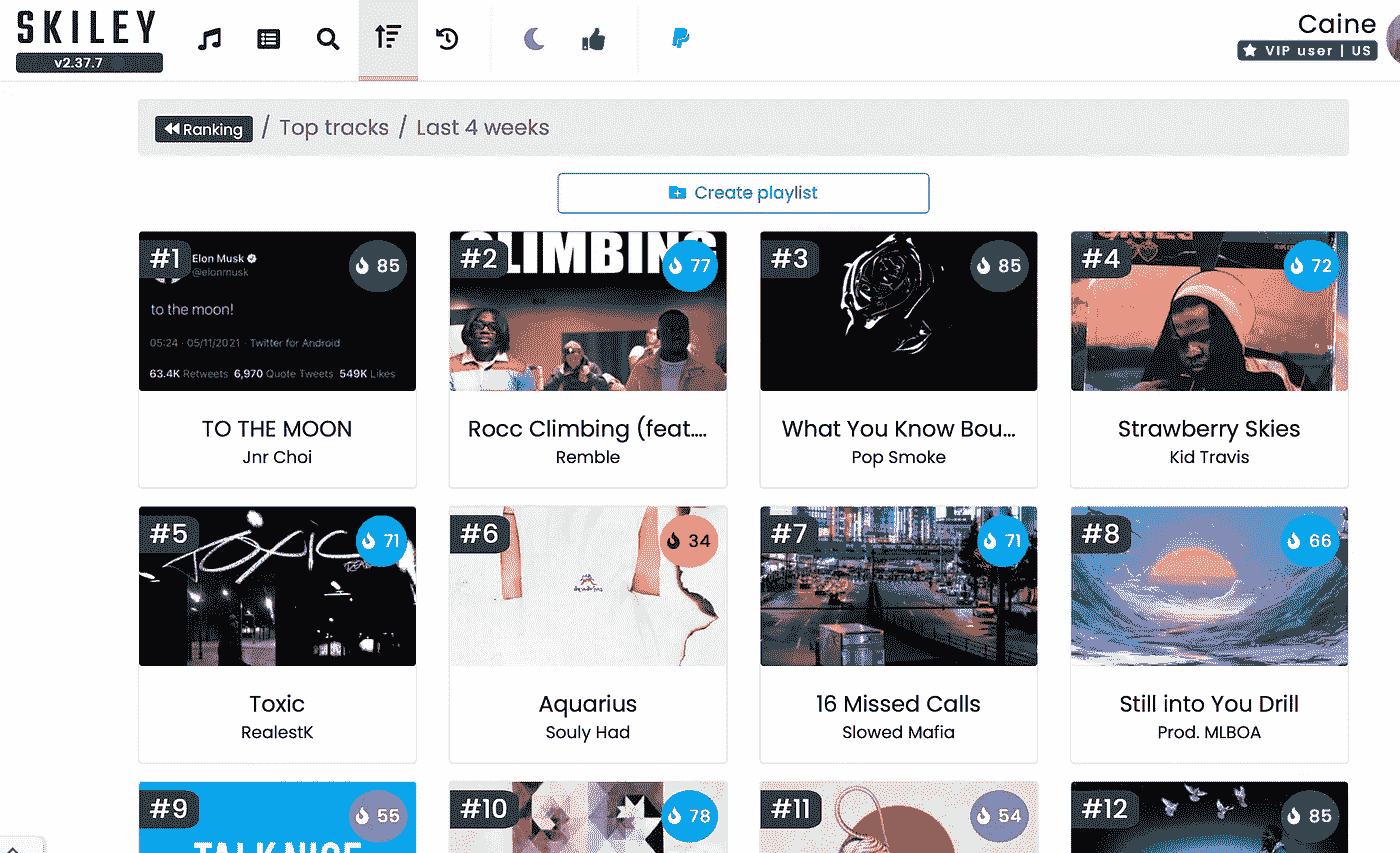 SKILEY
v2.37.7
Caine
VIP user | US
Ranking / Top tracks / Last 4 weeks
Create playlist
#1
Elon Musk
@elonmusk
85
to the moon!
05:24 · 05/11/2021 · Twitter for Android
63.4K Retweets 6,970 Quote Tweets 549K Likes
TO THE MOON
Jnr Choi
#2
CLIMBING
77
Rocc Climbing (feat....
Remble
#3
85
What You Know Bou...
Pop Smoke
#4
SKIES
72
Strawberry Skies
Kid Travis
#5
TOXIC
71
Toxic
RealestK
#6
34
Aquarius
Souly Had
#7
71
16 Missed Calls
Slowed Mafia
#8
66
Still into You Drill
Prod. MLBOA
#9
55
TALK NICE
#10
78
#11
54
#12
85